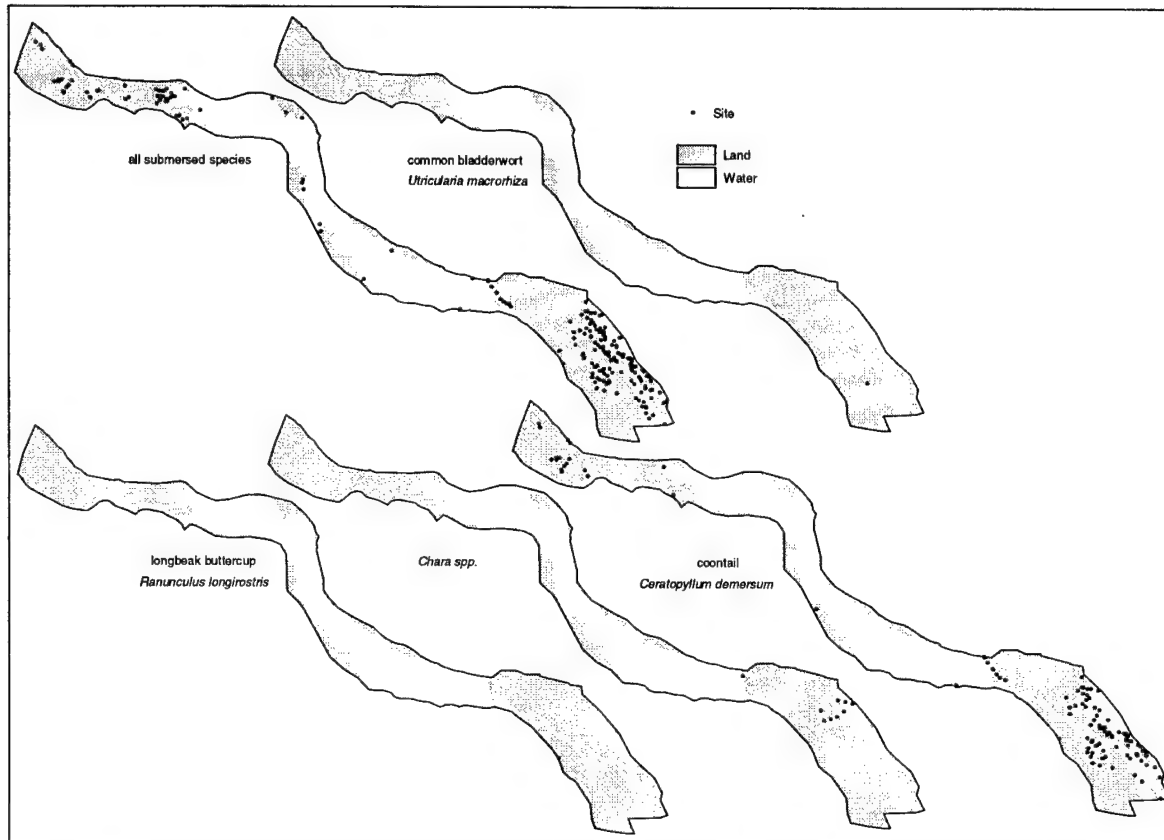 all submersed species
common bladderwort
Utricularia macrorhiza
Site
Land
Water
longbeak buttercup
Ranunculus longirostris
Chara spp.
coontail
Ceratopyllum demersum